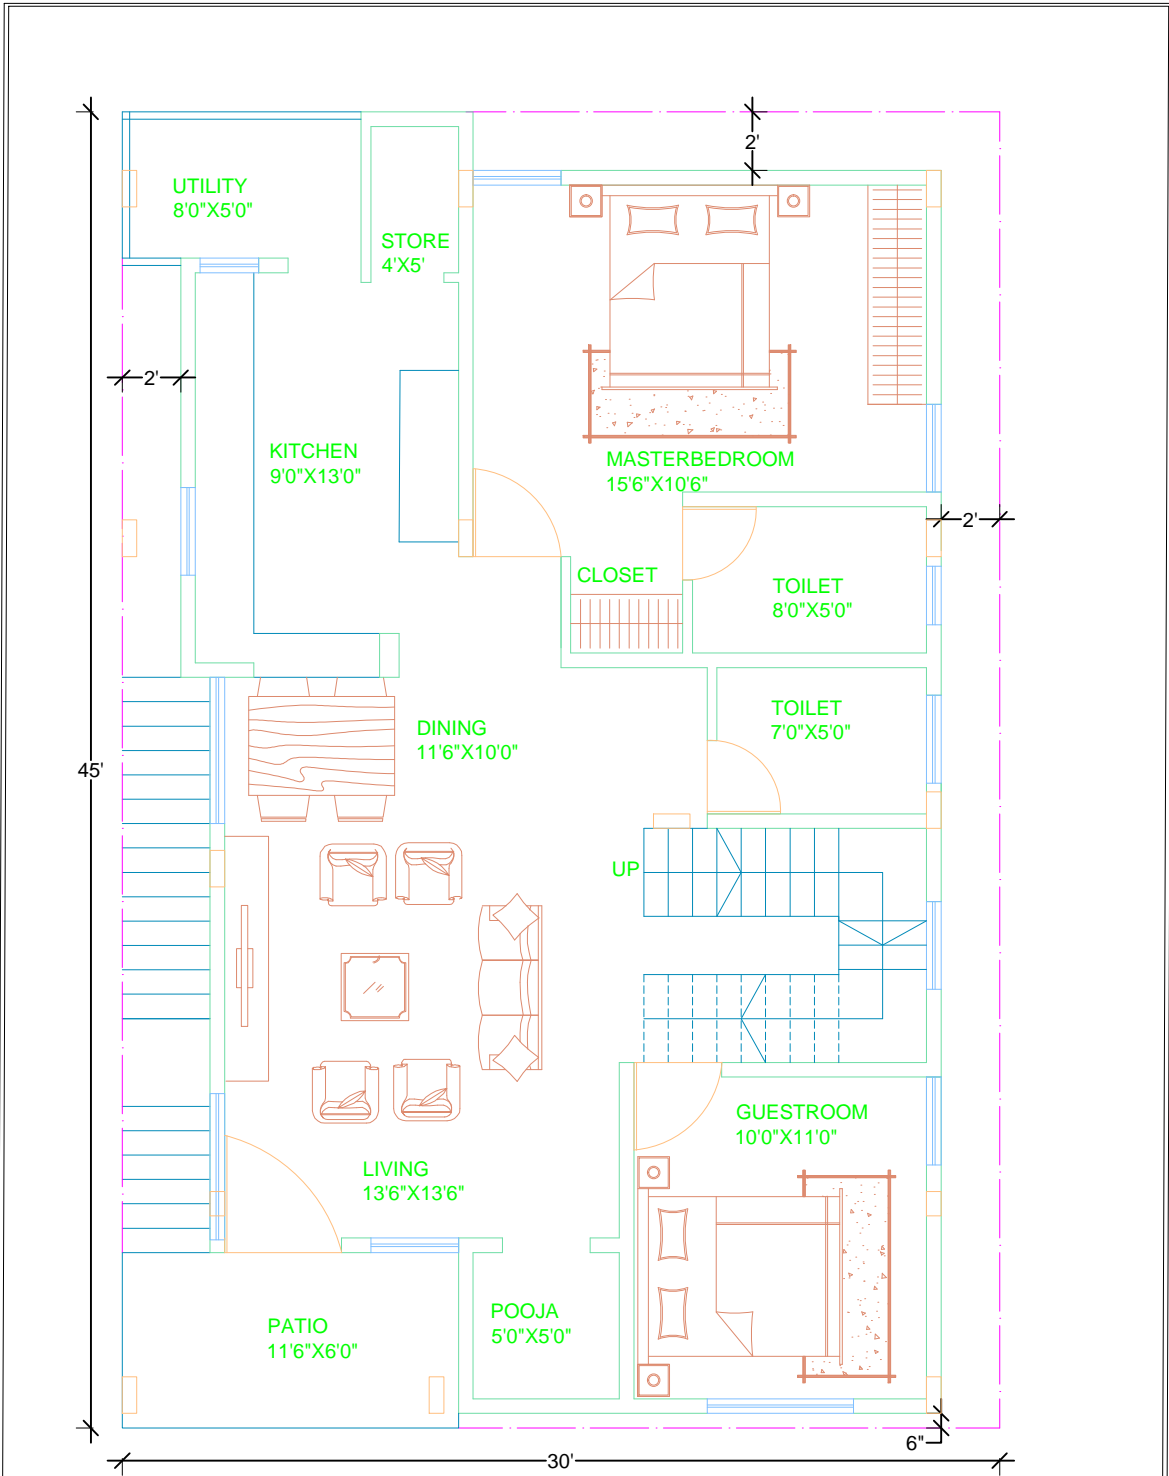 2'
UTILITY
8'0"X5'0"
STORE
4'X5'
2'
KITCHEN
9'0"X13'0"
MASTERBEDROOM
15'6"X10'6"
2'
CLOSET
TOILET
8'0"X5'0"
TOILET
7'0"X5'0"
DINING
11'6"X10'0"
45'
UP
GUESTROOM
10'0"X11'0"
LIVING
13'6"X13'6"
POOJA
5'0"X5'0"
PATIO
11'6"X6'0"
6"
30'